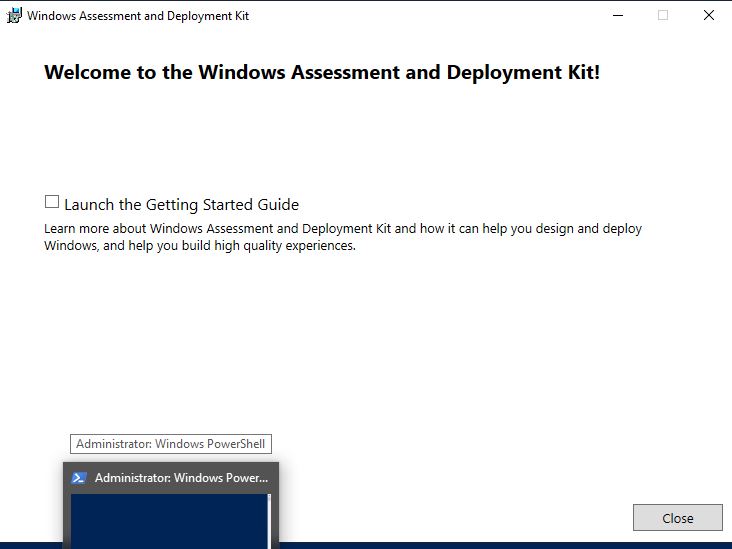 Windows Assessment and Deployment Kit
Welcome to the Windows Assessment and Deployment Kit!
Launch the Getting Started Guide
Learn more about Windows Assessment and Deployment Kit and how it can help you design and deploy
Windows, and help you build high quality experiences.
Administrator: Windows PowerShell
Administrator: Windows Power...
Close